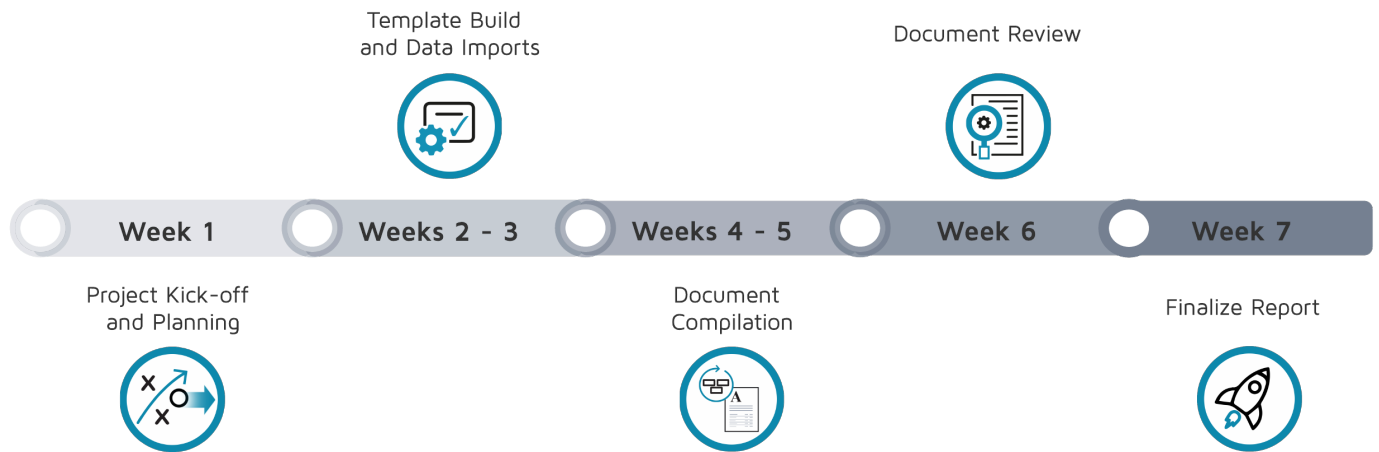 Template Build
and Data Imports
Document Review
Week 1
Weeks 2 - 3
Weeks 4 - 5
Week 6
Week 7
Project Kick-off
and Planning
Document
Compilation
Finalize Report
A